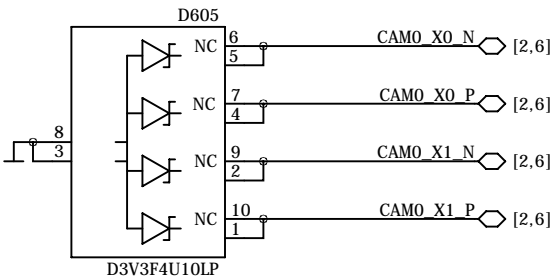 D605
NC 6 CAM0_X0_N [2,6]
5
NC 7 CAM0_X0_P [2,6]
4
8
3
NC 9 CAM0_X1_N [2,6]
2
NC 10 CAM0_X1_P [2,6]
1
D3V3F4U10LP